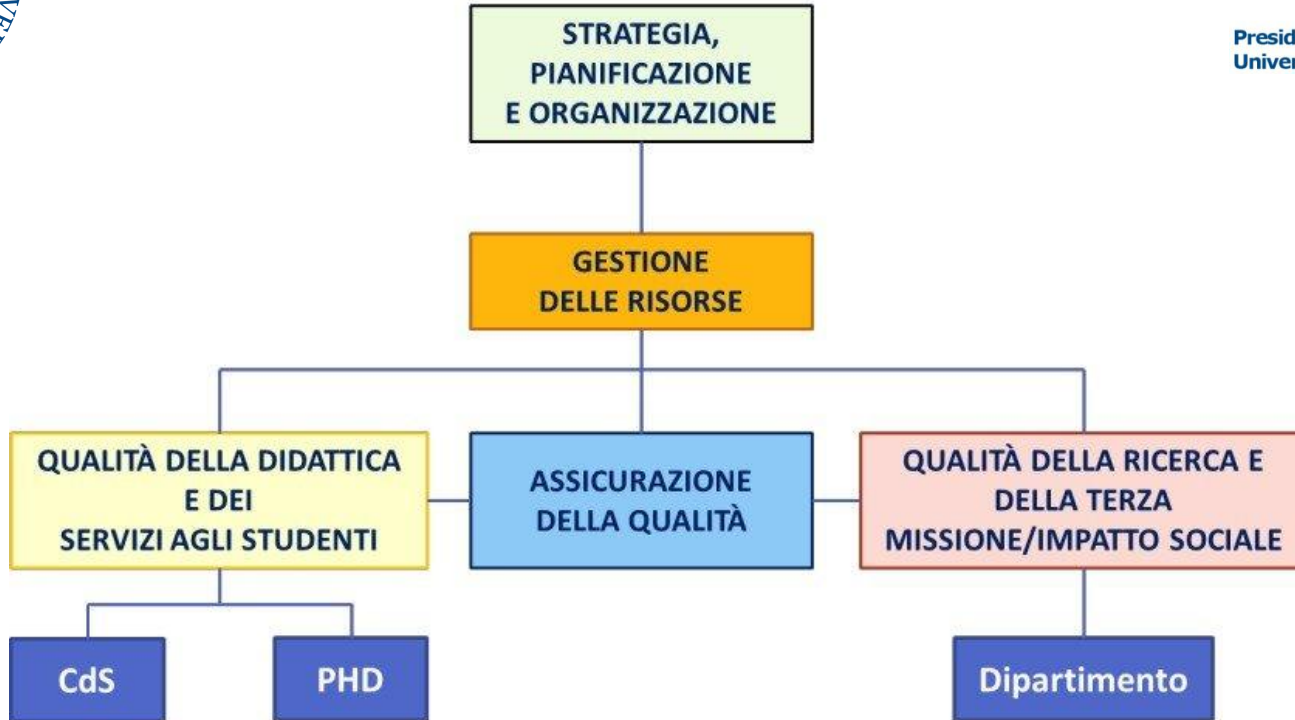 STRATEGIA,
PIANIFICAZIONE
E ORGANIZZAZIONE
GESTIONE
DELLE RISORSE
QUALITÀ DELLA DIDATTICA
E DEI
SERVIZI AGLI STUDENTI
ASSICURAZIONE
DELLA QUALITÀ
QUALITÀ DELLA RICERCA E
DELLA TERZA
MISSIONE/IMPATTO SOCIALE
CdS
PHD
Dipartimento